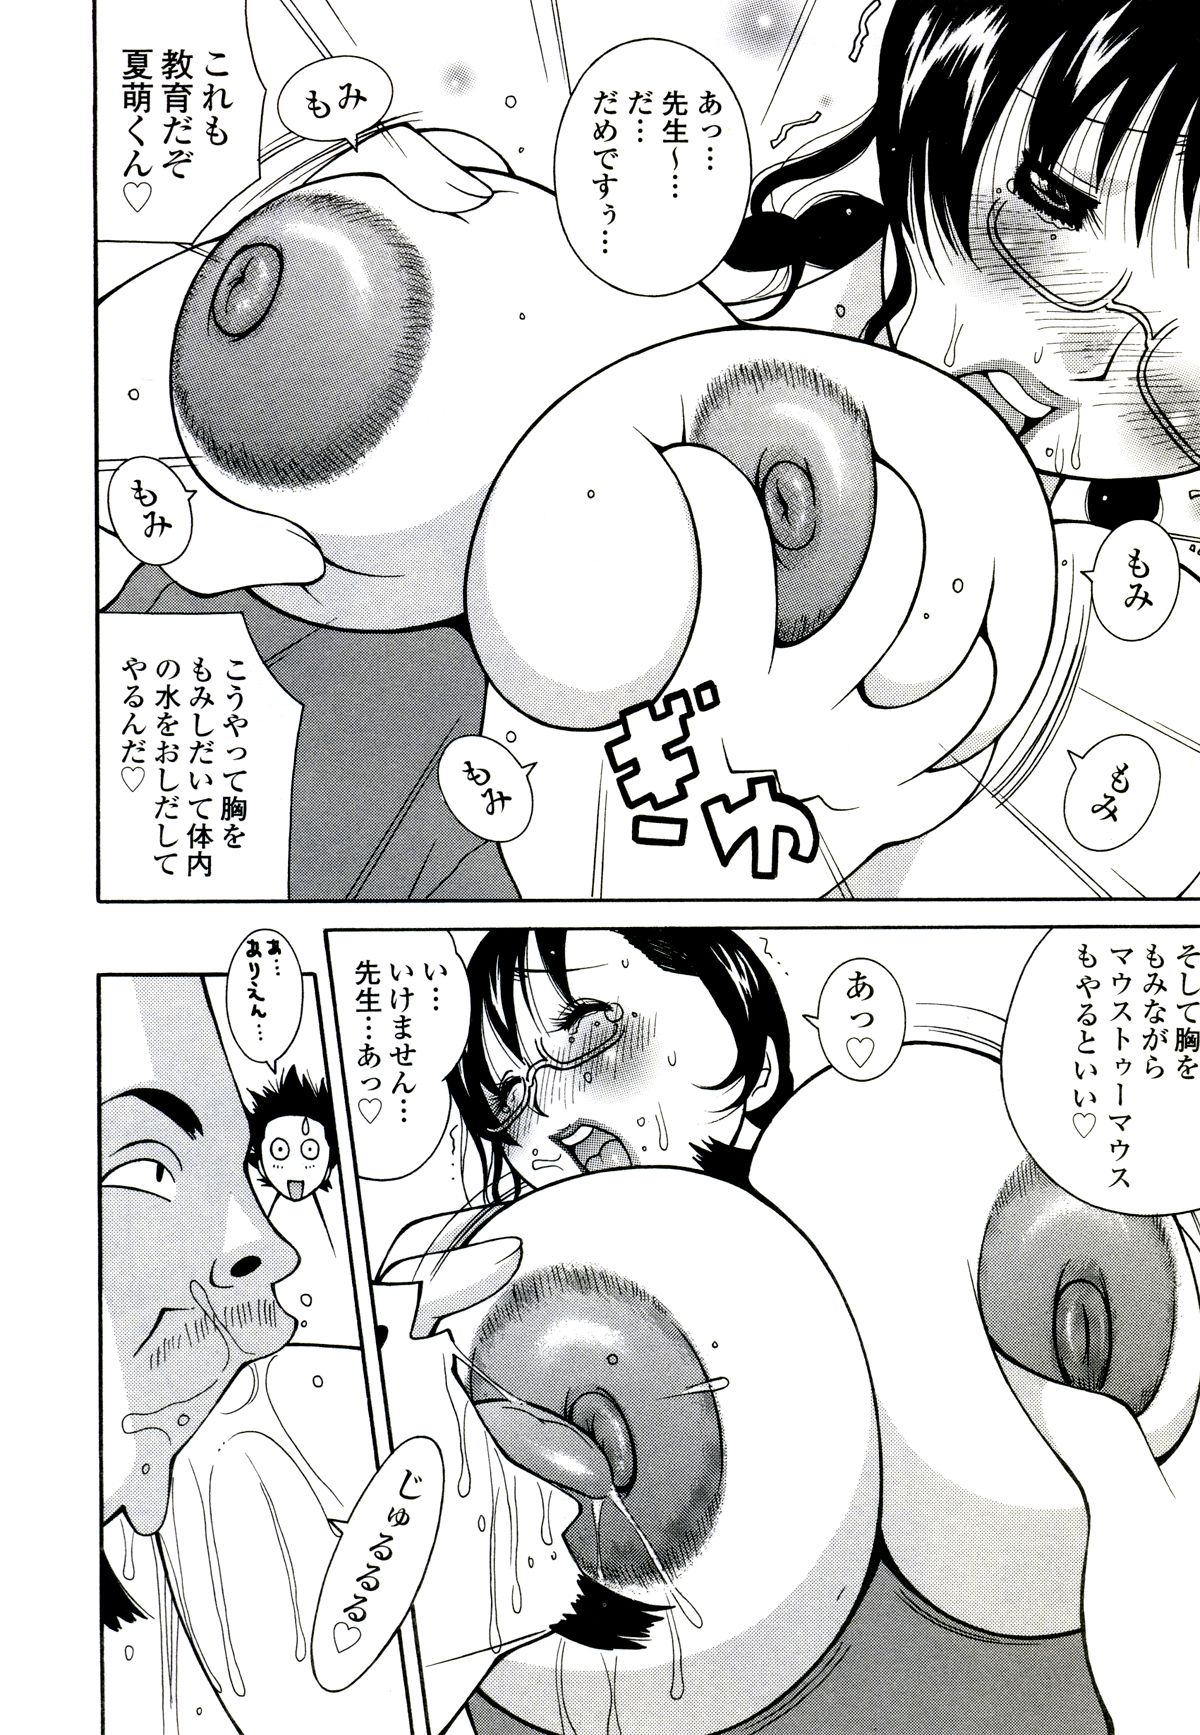 あっ…
先生～…
だ…
だめですぅ…
もみ
これも
教育だぞ
夏萌くん♡
もみ
もみ
もみ
もみ
ギュ
ー
こうやって胸を
もみしだいて体内
の水をおしだして
やるんだ♡
そして胸を
もみながら
マウストゥーマウス
もやるといい♡
あっ♡
い…
いけません…
先生…あっ♡
じゅるるる♡
あ…
ありえん…